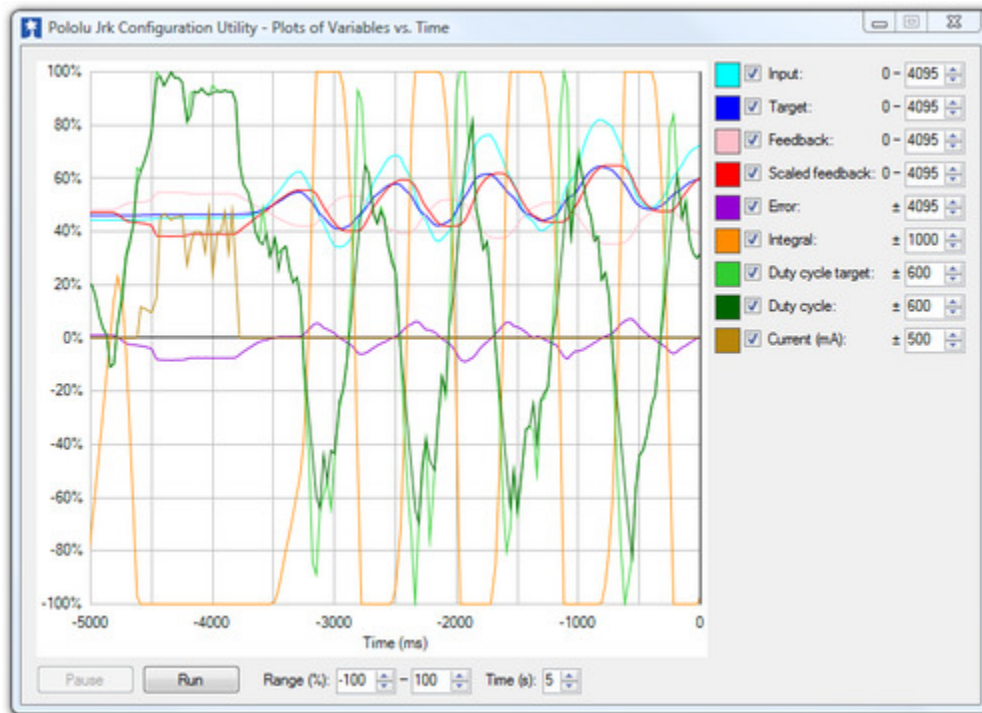 Pololu Jrk Configuration Utility - Plots of Variables vs. Time
100%
80%
60%
40%
20%
0%
-20%
-40%
-60%
-80%
-100%
-5000 -4000 -3000 -2000 -1000 0
Time (ms)
Input: 0 – 4095
Target: 0 – 4095
Feedback: 0 – 4095
Scaled feedback: 0 – 4095
Error: ± 4095
Integral: ± 1000
Duty cycle target: ± 600
Duty cycle: ± 600
Current (mA): ± 500
Pause Run Range (%): -100 – 100 Time (s): 5